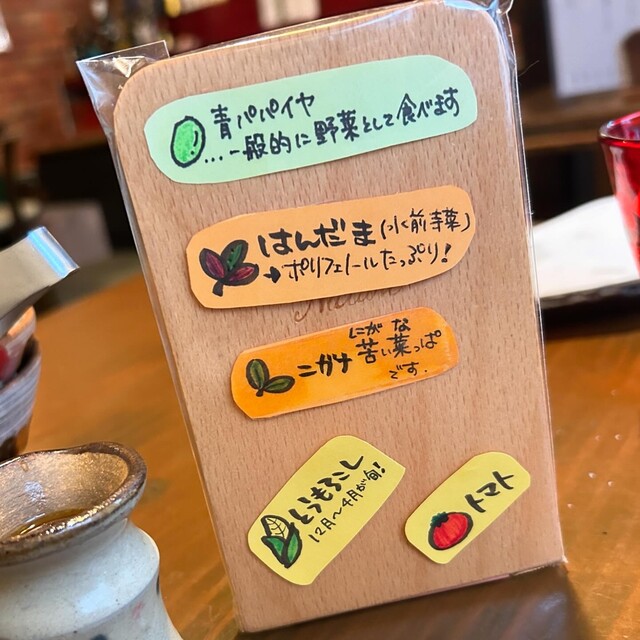 青パパイヤ
...一般的に野菜として食べます
はんだま(水前寺菜)
→ポリフェノールたっぷり!
ニガナ
にが な
苦い菜っぱ
です.
とうもろこし
12月〜4月が旬!
トマト